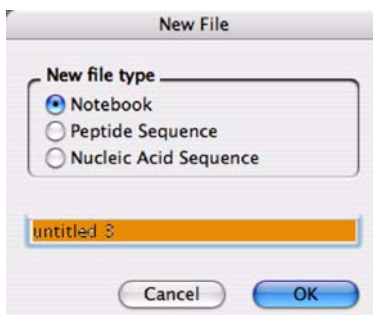 New File
New file type
Notebook
Peptide Sequence
Nucleic Acid Sequence
untitled 3
Cancel OK